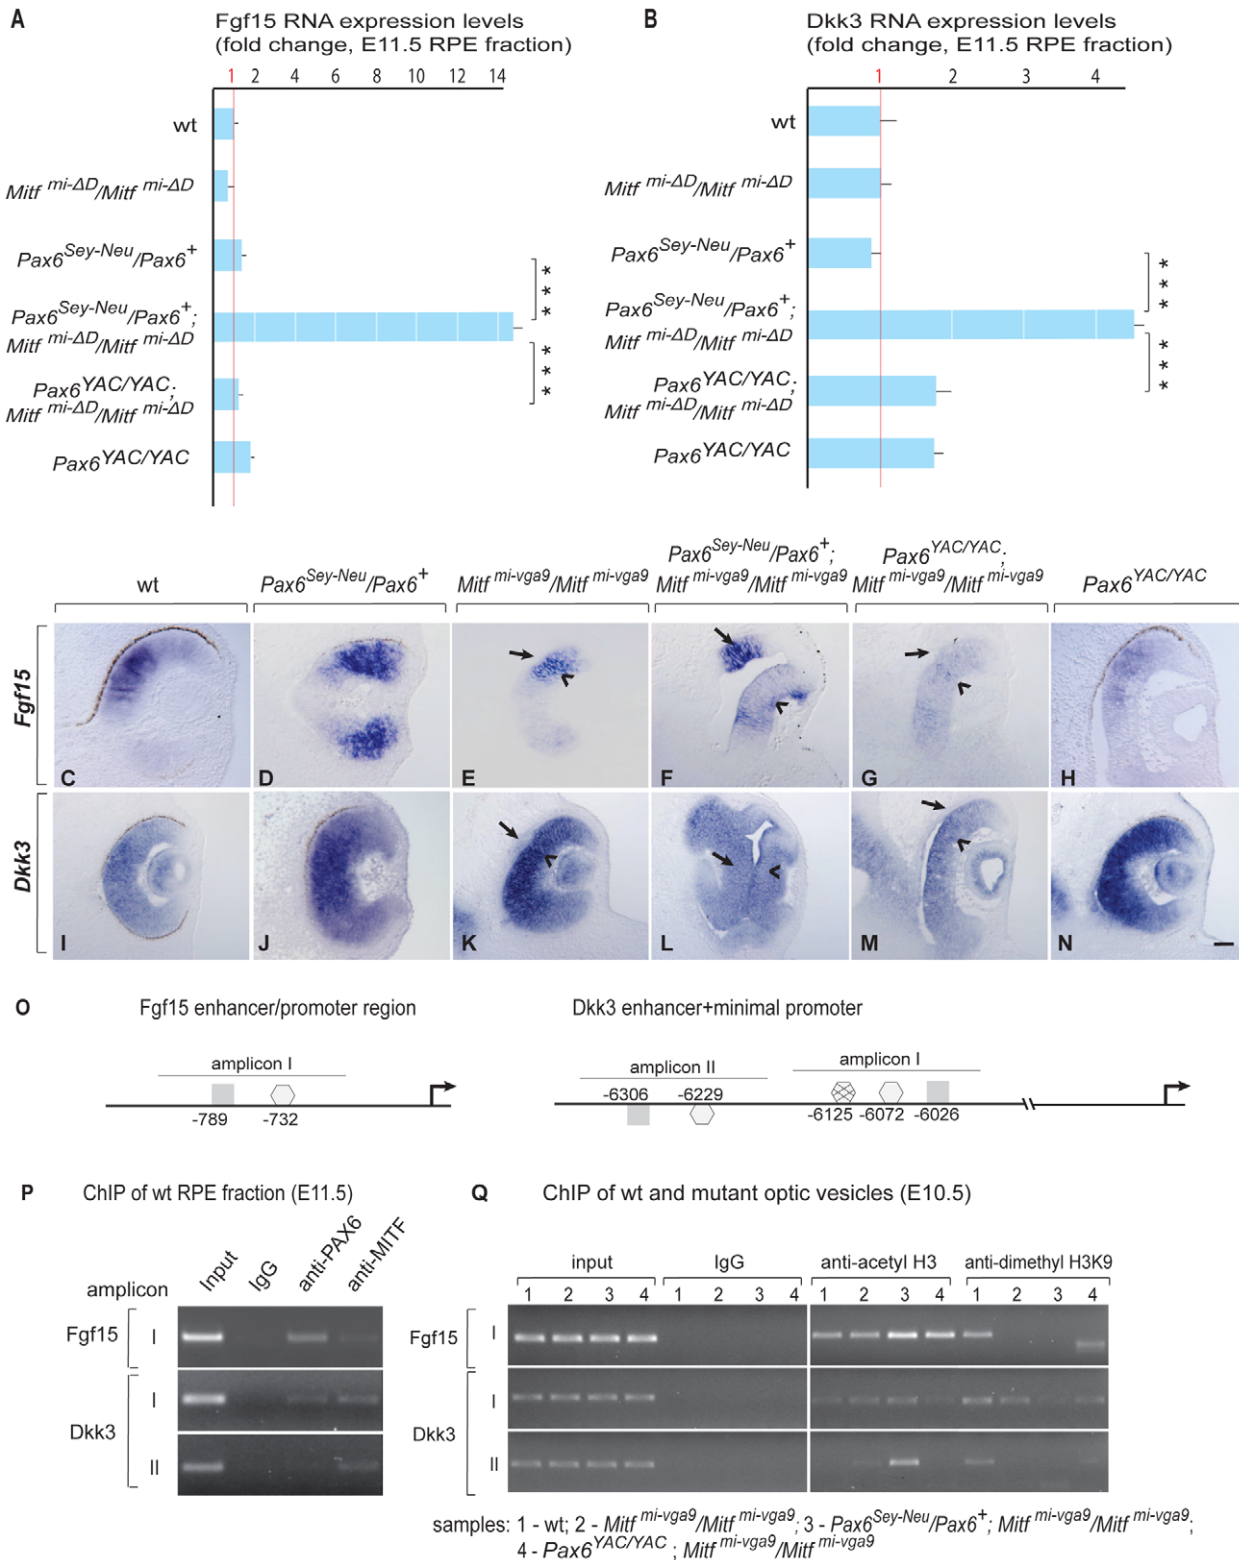 A
Fgf15 RNA expression levels
(fold change, E11.5 RPE fraction)
1 2 4 6 8 10 12 14
wt
Mitf mi-ΔD/Mitf mi-ΔD
Pax6Sey-Neu/Pax6+
Pax6Sey-Neu/Pax6+;
Mitf mi-ΔD/Mitf mi-ΔD
Pax6YAC/YAC;
Mitf mi-ΔD/Mitf mi-ΔD
Pax6YAC/YAC
* * *
* * *
B
Dkk3 RNA expression levels
(fold change, E11.5 RPE fraction)
1 2 3 4
wt
Mitf mi-ΔD/Mitf mi-ΔD
Pax6Sey-Neu/Pax6+
Pax6Sey-Neu/Pax6+;
Mitf mi-ΔD/Mitf mi-ΔD
Pax6YAC/YAC;
Mitf mi-ΔD/Mitf mi-ΔD
Pax6YAC/YAC
* * *
* * *
wt
Pax6Sey-Neu/Pax6+
Mitf mi-vga9/Mitf mi-vga9
Pax6Sey-Neu/Pax6+;
Mitf mi-vga9/Mitf mi-vga9
Pax6YAC/YAC;
Mitf mi-vga9/Mitf mi-vga9
Pax6YAC/YAC
Fgf15
C D E F G H
Dkk3
I J K L M N
O
Fgf15 enhancer/promoter region
amplicon I
-789 -732
Dkk3 enhancer+minimal promoter
amplicon II
amplicon I
-6306 -6229
-6125 -6072 -6026
P ChIP of wt RPE fraction (E11.5)
amplicon Input IgG anti-PAX6 anti-MITF
Fgf15 I
Dkk3 I
II
Q ChIP of wt and mutant optic vesicles (E10.5)
input IgG anti-acetyl H3 anti-dimethyl H3K9
1 2 3 4 1 2 3 4 1 2 3 4 1 2 3 4
Fgf15 I
Dkk3 I
II
samples: 1 - wt; 2 - Mitf mi-vga9/Mitf mi-vga9; 3 - Pax6Sey-Neu/Pax6+; Mitf mi-vga9/Mitf mi-vga9;
4 - Pax6YAC/YAC ; Mitf mi-vga9/Mitf mi-vga9